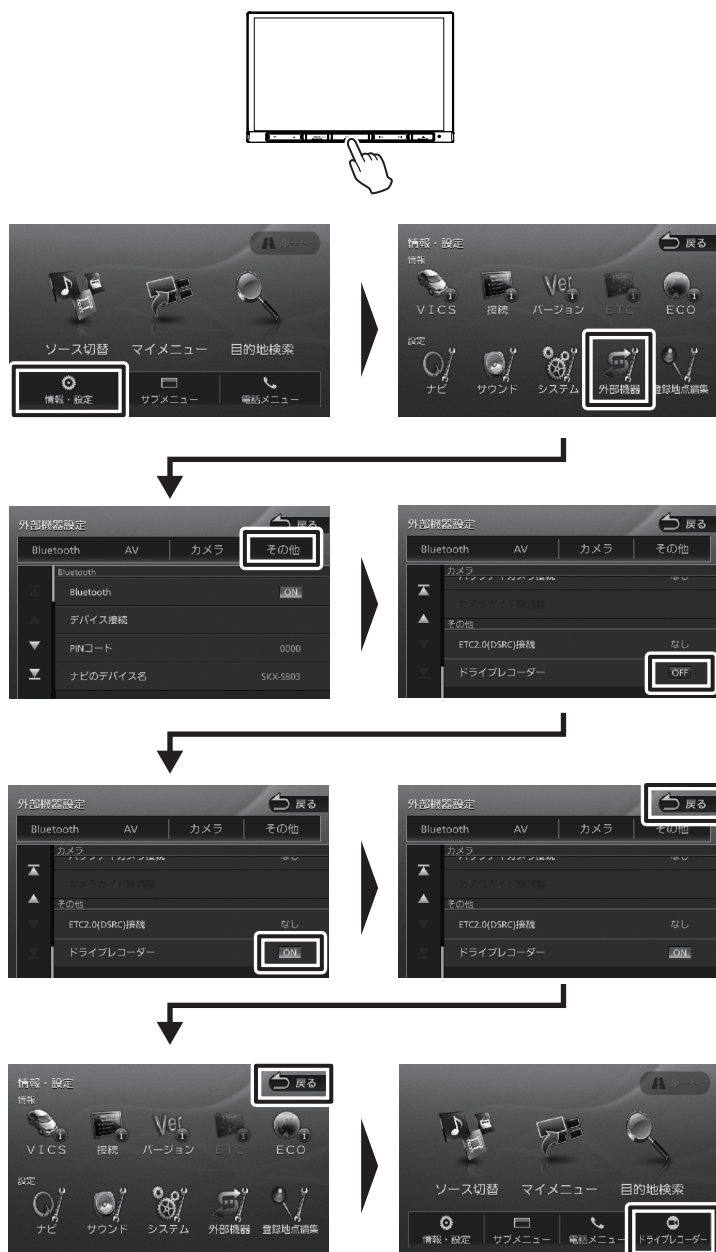 ルート
ソース切替 マイメニュー 目的地検索
情報・設定 サブメニュー 電話メニュー
情報・設定 戻る
情報
VICS 接続 バージョン ETC ECO
設定
ナビ サウンド システム 外部機器 登録地点編集
外部機器設定 戻る
Bluetooth AV カメラ その他
Bluetooth
Bluetooth ON
デバイス接続
PINコード 0000
ナビのデバイス名 SKX-S803
外部機器設定 戻る
Bluetooth AV カメラ その他
カメラ
その他
ETC2.0(DSRC)接続 なし
ドライブレコーダー OFF
外部機器設定 戻る
Bluetooth AV カメラ その他
カメラ
その他
ETC2.0(DSRC)接続 なし
ドライブレコーダー ON
外部機器設定 戻る
Bluetooth AV カメラ その他
カメラ
その他
ETC2.0(DSRC)接続 なし
ドライブレコーダー ON
情報・設定 戻る
情報
VICS 接続 バージョン ETC ECO
設定
ナビ サウンド システム 外部機器 登録地点編集
ルート
ソース切替 マイメニュー 目的地検索
情報・設定 サブメニュー 電話メニュー ドライブレコーダー